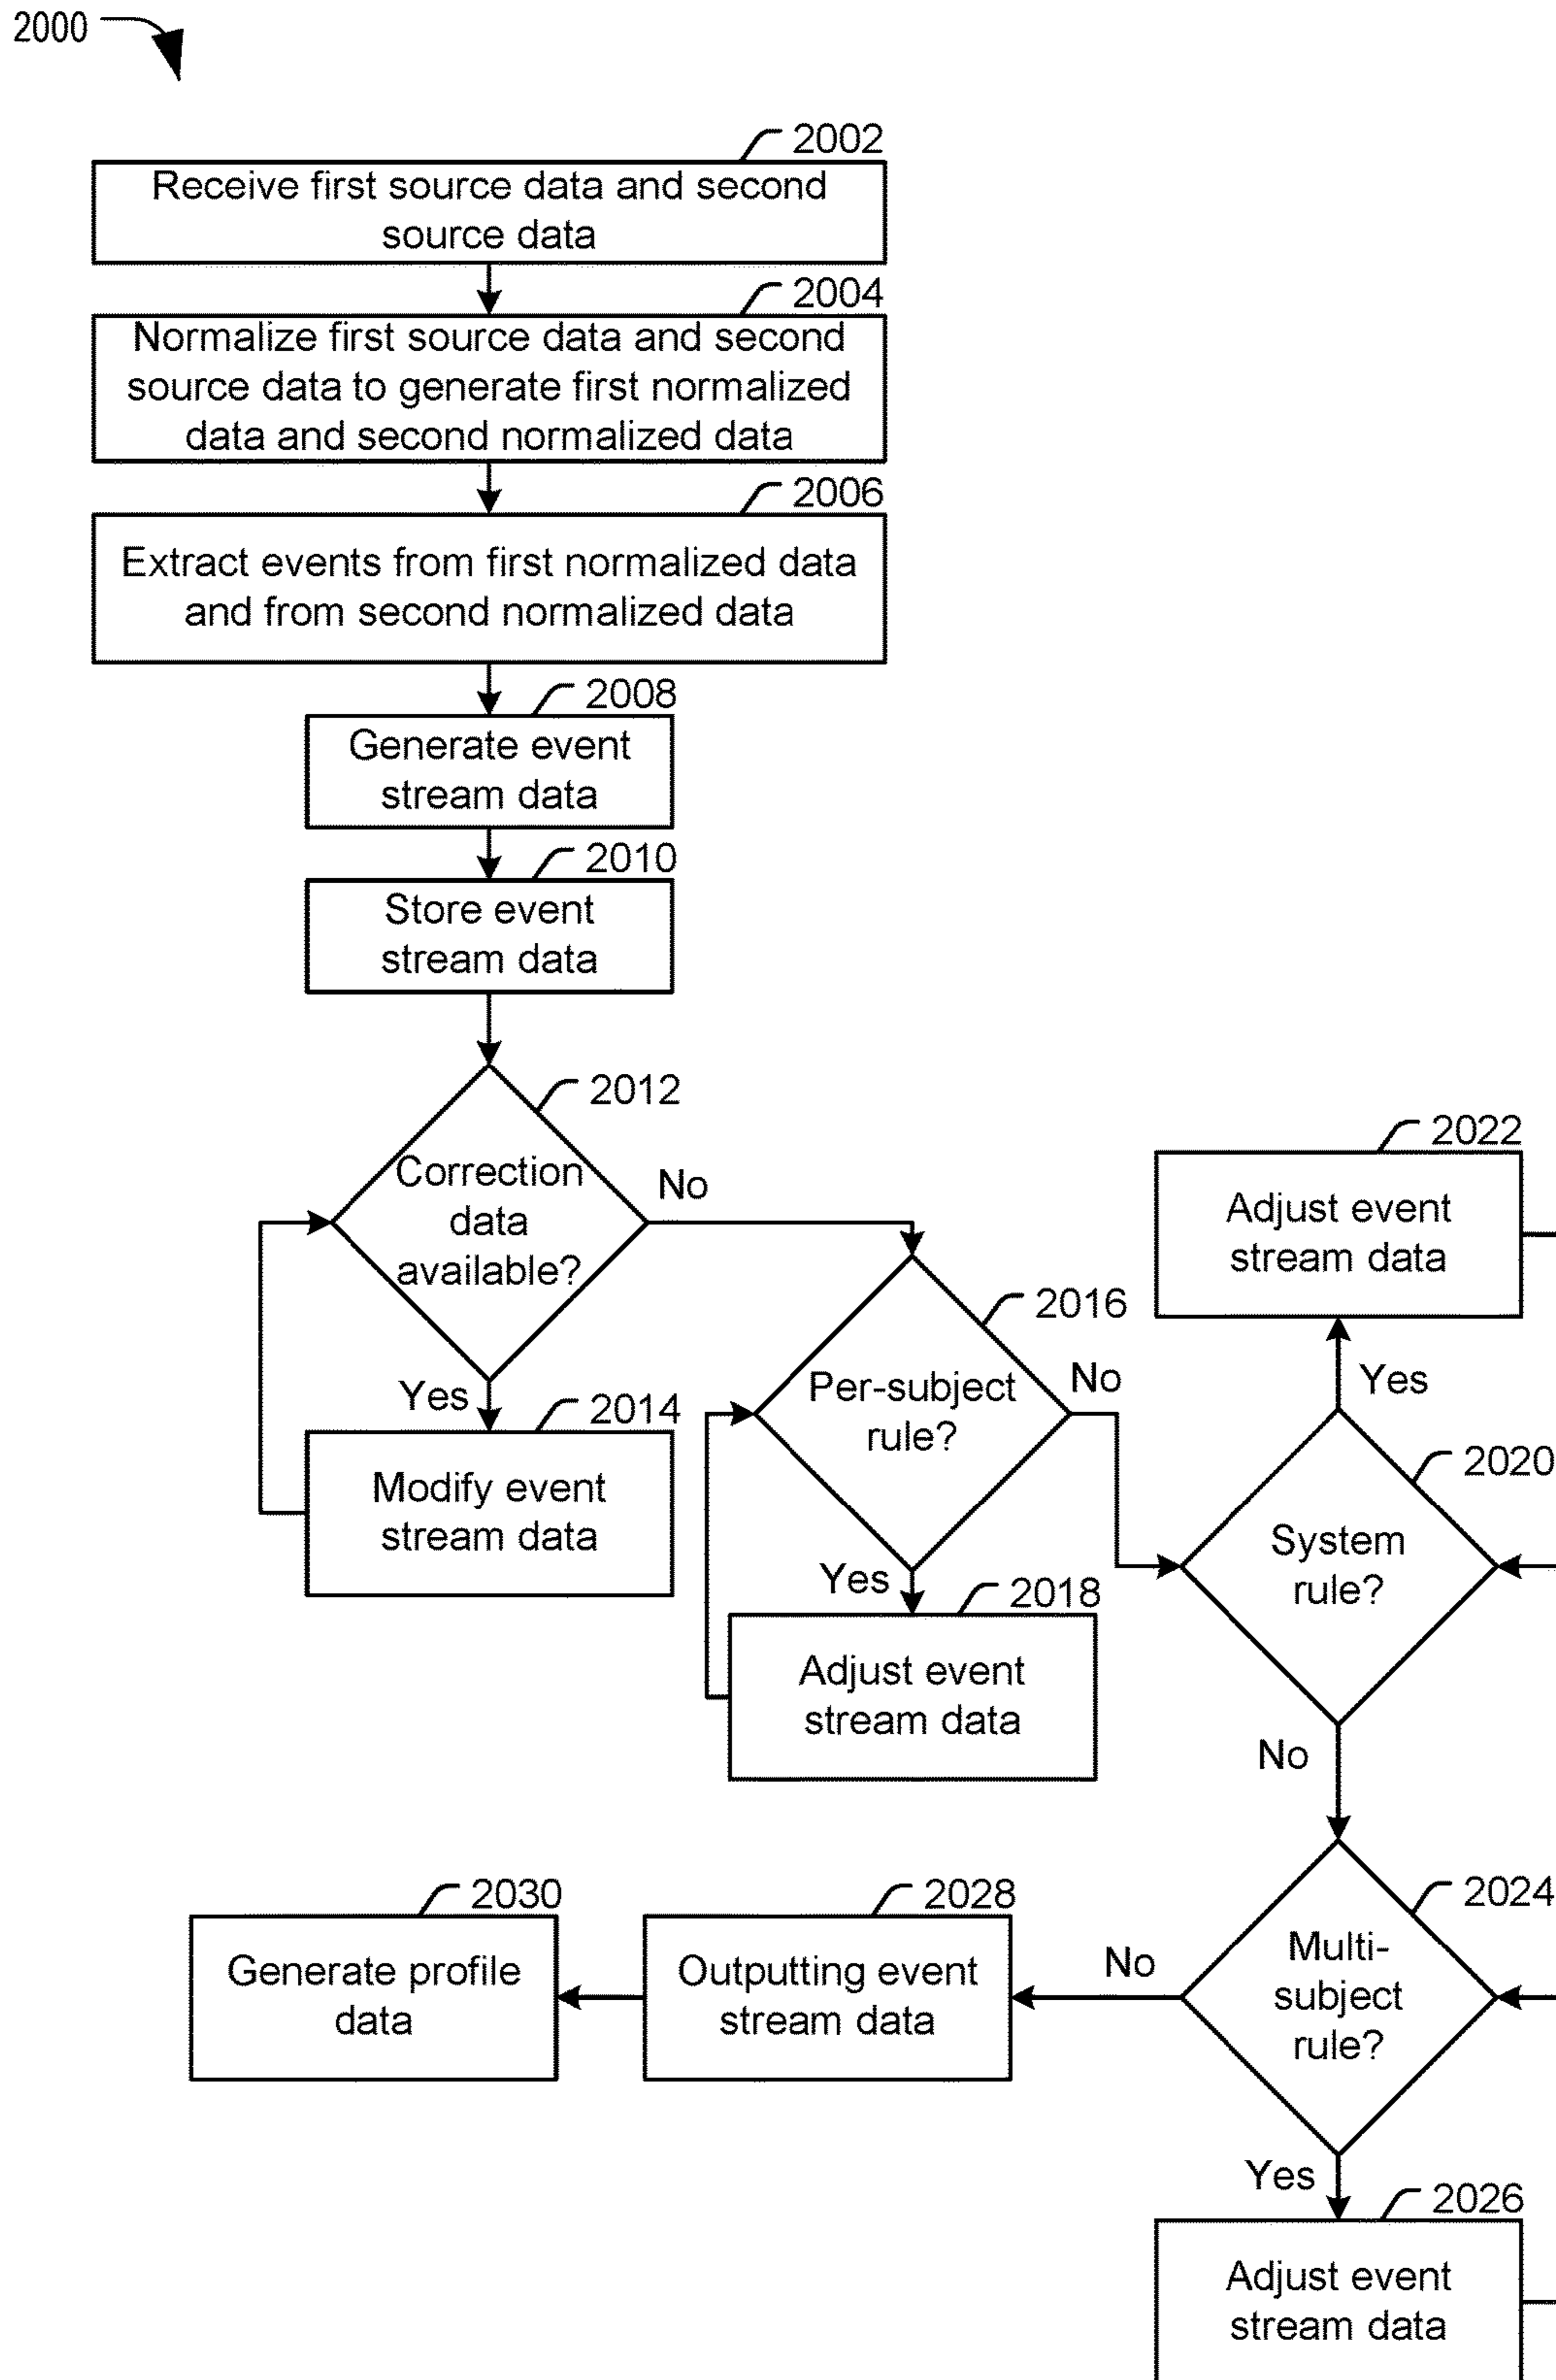 2000
2002
Receive first source data and second
source data
2004
Normalize first source data and second
source data to generate first normalized
data and second normalized data
2006
Extract events from first normalized data
and from second normalized data
2008
Generate event
stream data
2010
Store event
stream data
2012
Correction
data
available?
No
Yes
2014
Modify event
stream data
2016
Per-subject
rule?
No
Yes
2018
Adjust event
stream data
2022
Adjust event
stream data
Yes
2020
System
rule?
No
2024
Multi-
subject
rule?
No
Yes
2026
Adjust event
stream data
2028
Outputting event
stream data
2030
Generate profile
data